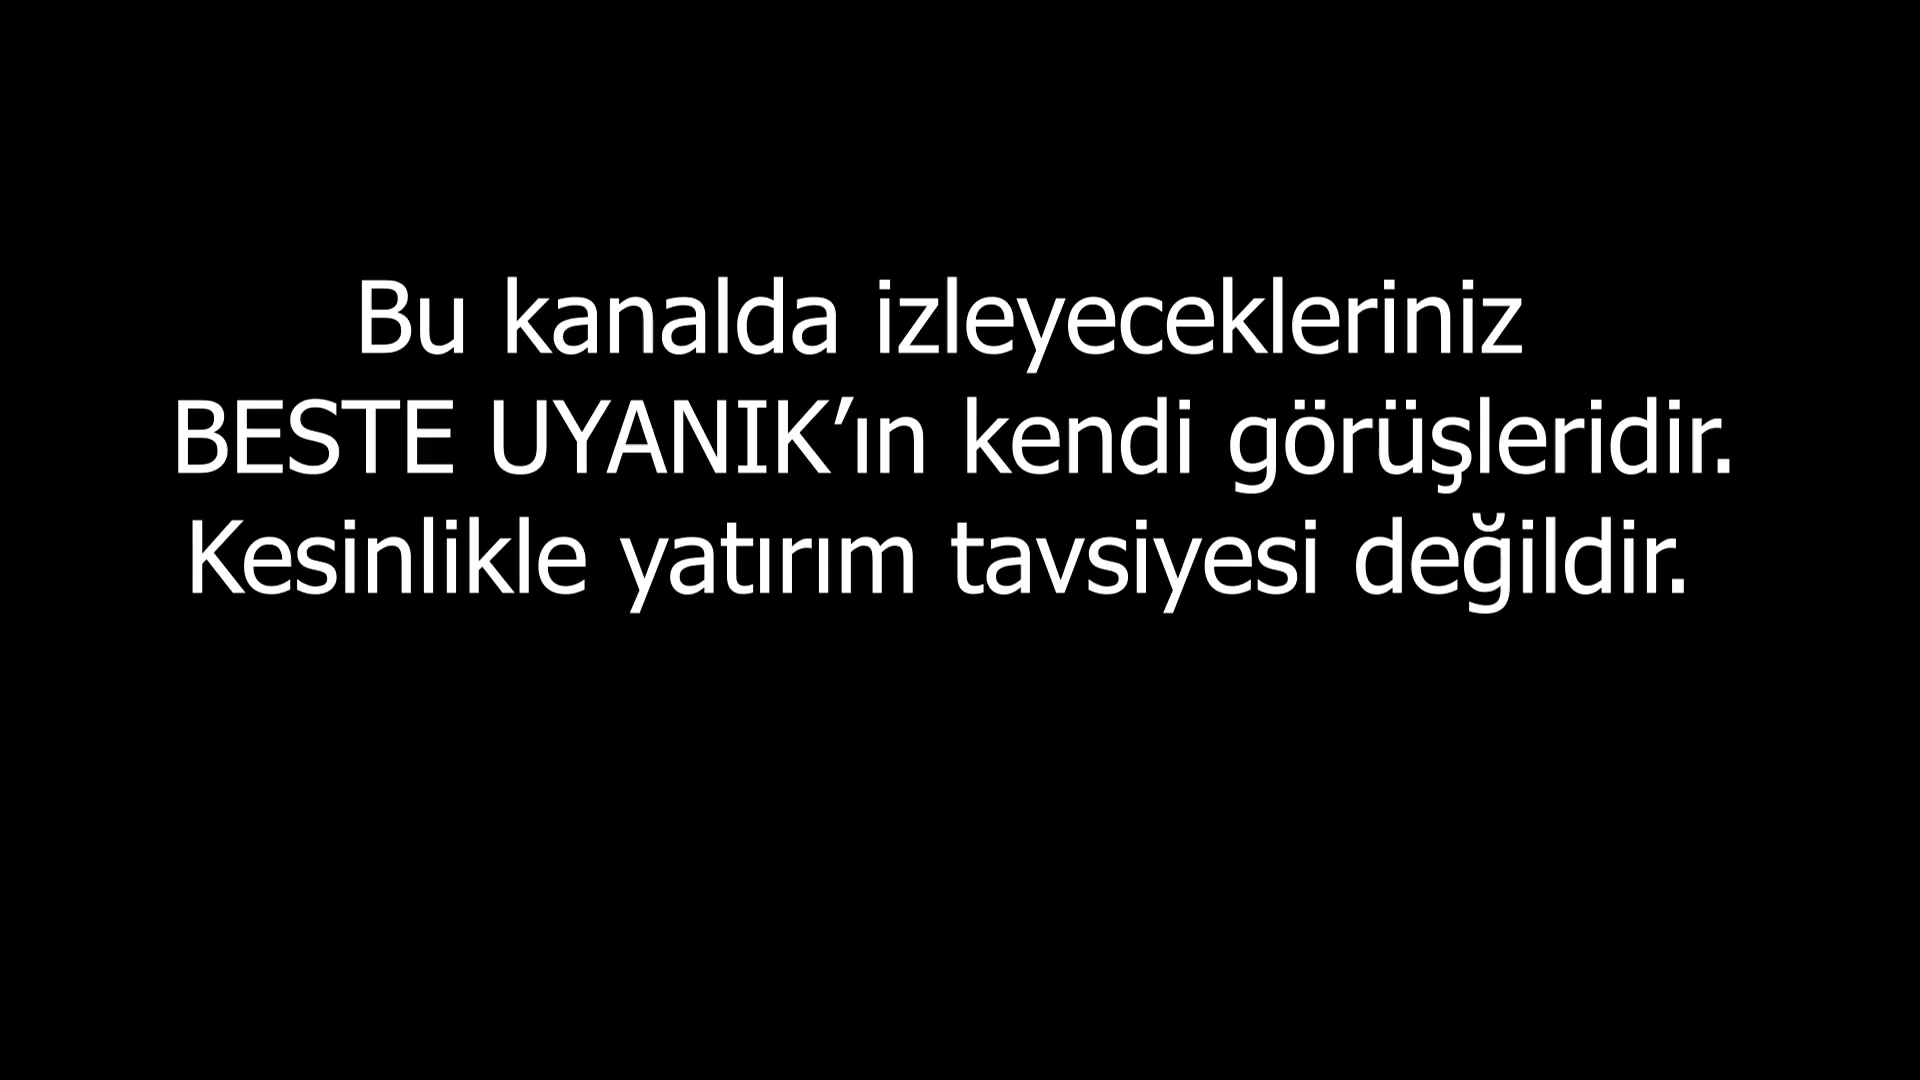 Bu kanalda izleyecekleriniz
BESTE UYANIK’ın kendi görüşleridir.
Kesinlikle yatırım tavsiyesi değildir.